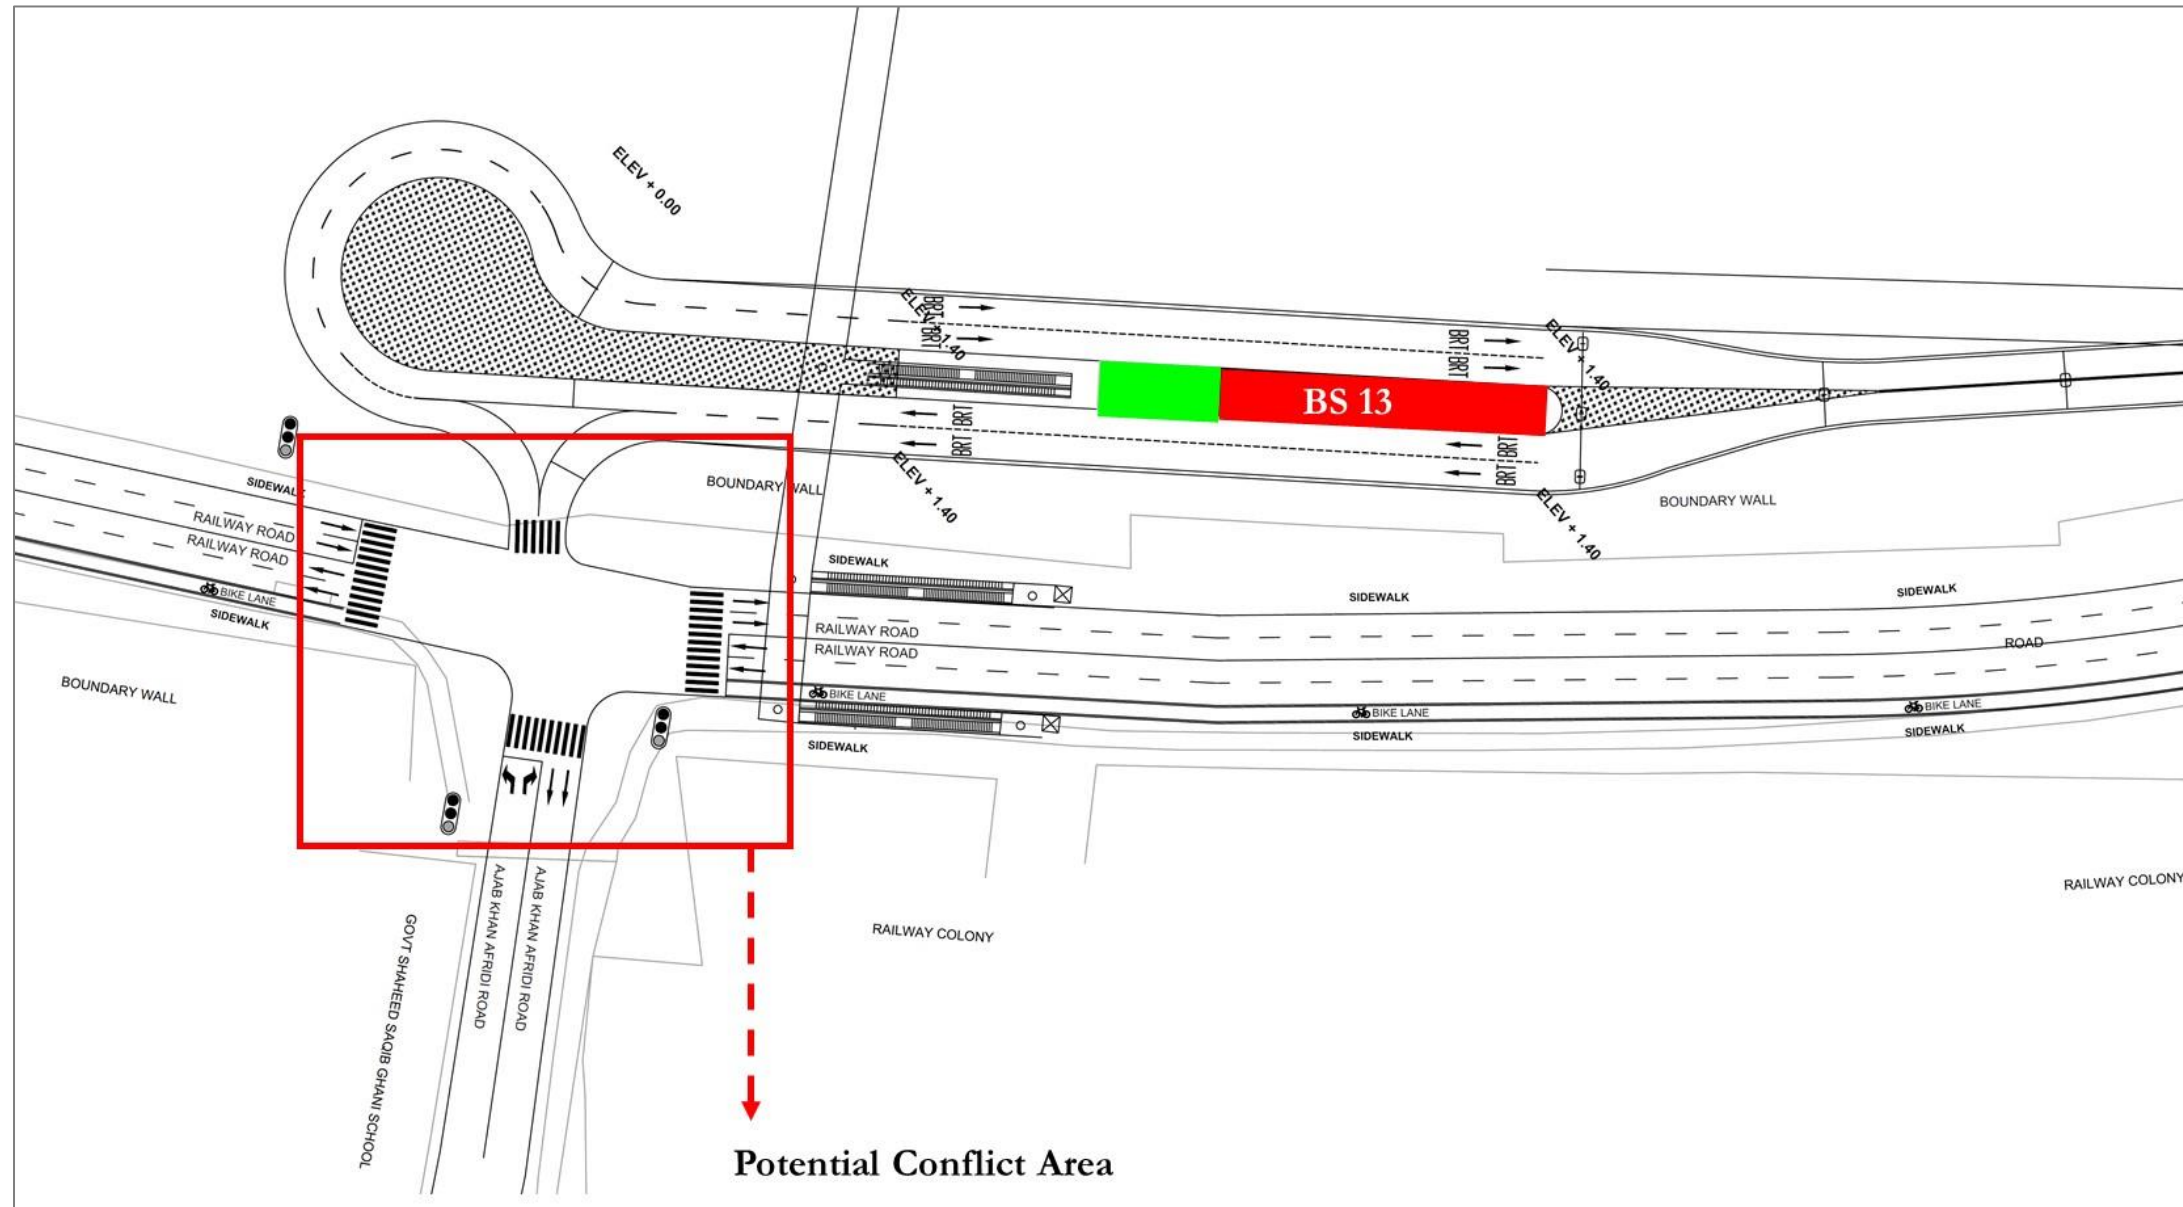 ELEV + 0.00
BRT
BRT
ELEV + 1.40
BRT
BRT
ELEV + 1.40
BS 13
BRT
BRT
BRT
BRT
ELEV + 1.40
ELEV + 1.40
BOUNDARY WALL
BOUNDARY WALL
SIDEWALK
RAILWAY ROAD
RAILWAY ROAD
BIKE LANE
SIDEWALK
SIDEWALK
SIDEWALK
SIDEWALK
RAILWAY ROAD
RAILWAY ROAD
ROAD
BIKE LANE
BIKE LANE
BIKE LANE
SIDEWALK
SIDEWALK
SIDEWALK
BOUNDARY WALL
AJAB KHAN AFRIDI ROAD
AJAB KHAN AFRIDI ROAD
GOVT SHAHEED SAQIB GHANI SCHOOL
RAILWAY COLONY
RAILWAY COLONY
Potential Conflict Area